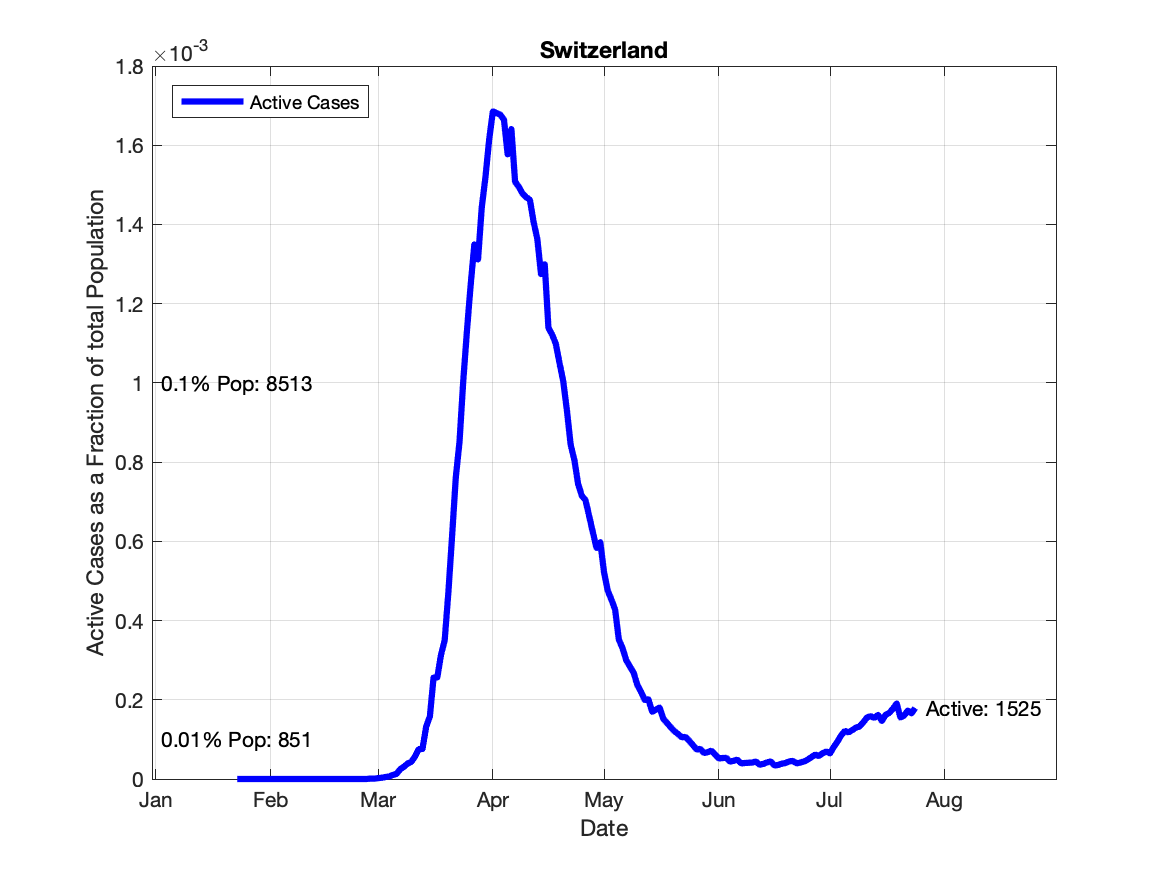 ×10-3
Switzerland
Active Cases
1.8
1.6
1.4
1.2
1
0.8
0.6
0.4
0.2
0
Active Cases as a Fraction of total Population
0.1% Pop: 8513
0.01% Pop: 851
Active: 1525
Jan Feb Mar Apr May Jun Jul Aug
Date